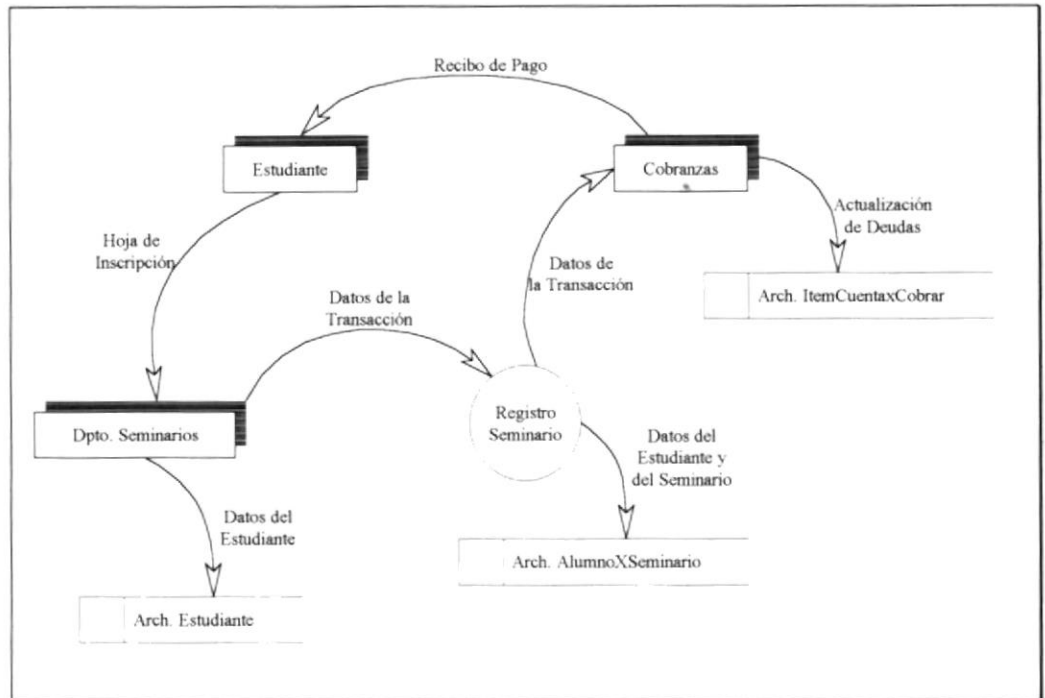 Recibo de Pago
Estudiante
Cobranzas
Actualización
de Deudas
Hoja de
Inscripción
Datos de
la Transacción
Arch. ItemCuentaxCobrar
Datos de la
Transacción
Registro
Seminario
Dpto. Seminarios
Datos del
Estudiante y
del Seminario
Datos del
Estudiante
Arch. AlumnoXSeminario
Arch. Estudiante